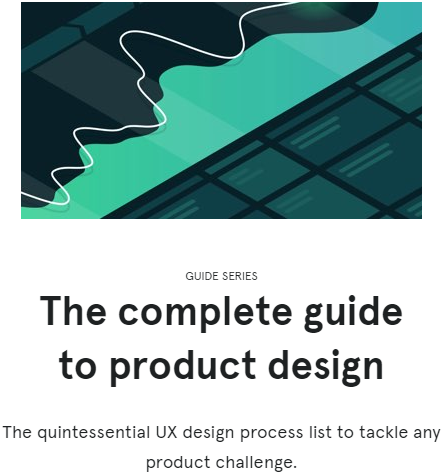 GUIDE SERIES
The complete guide
to product design
The quintessential UX design process list to tackle any
product challenge.